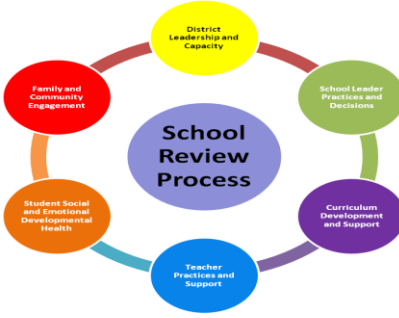 District
Leadership and
Capacity
School Leader
Practices and
Decisions
Curriculum
Development
and Support
Teacher
Practices and
Support
Student Social
and Emotional
Developmental
Health
Family and
Community
Engagement
School
Review
Process